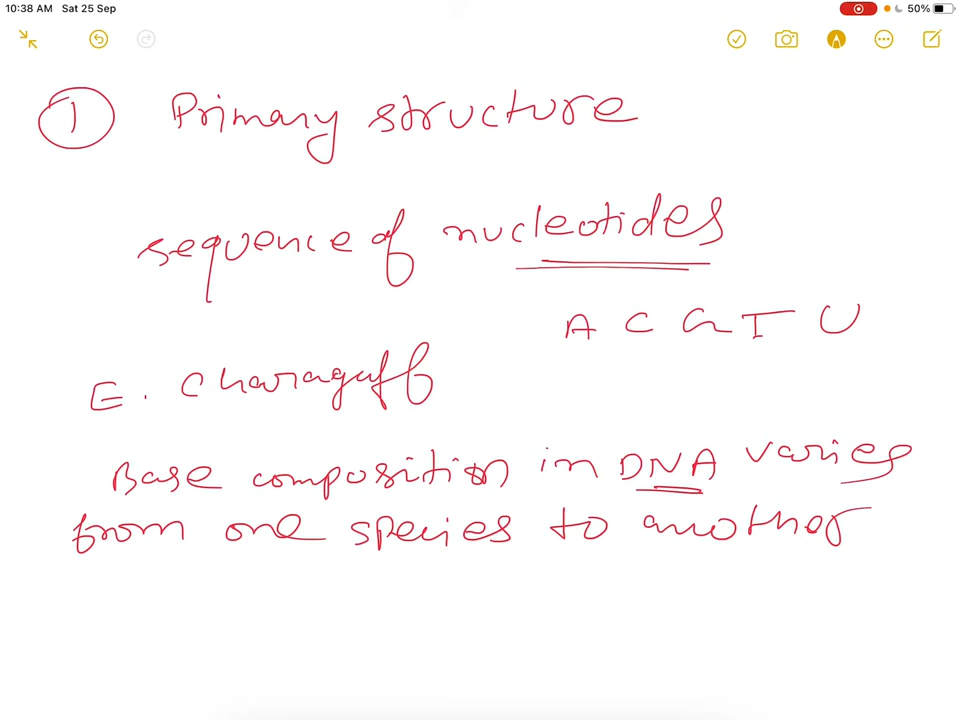 10:38 AM Sat 25 Sep 50%
1 Primary structure
sequence of nucleotides
A C G T U
E. Charagaff
Base composition in DNA varies
from one species to another